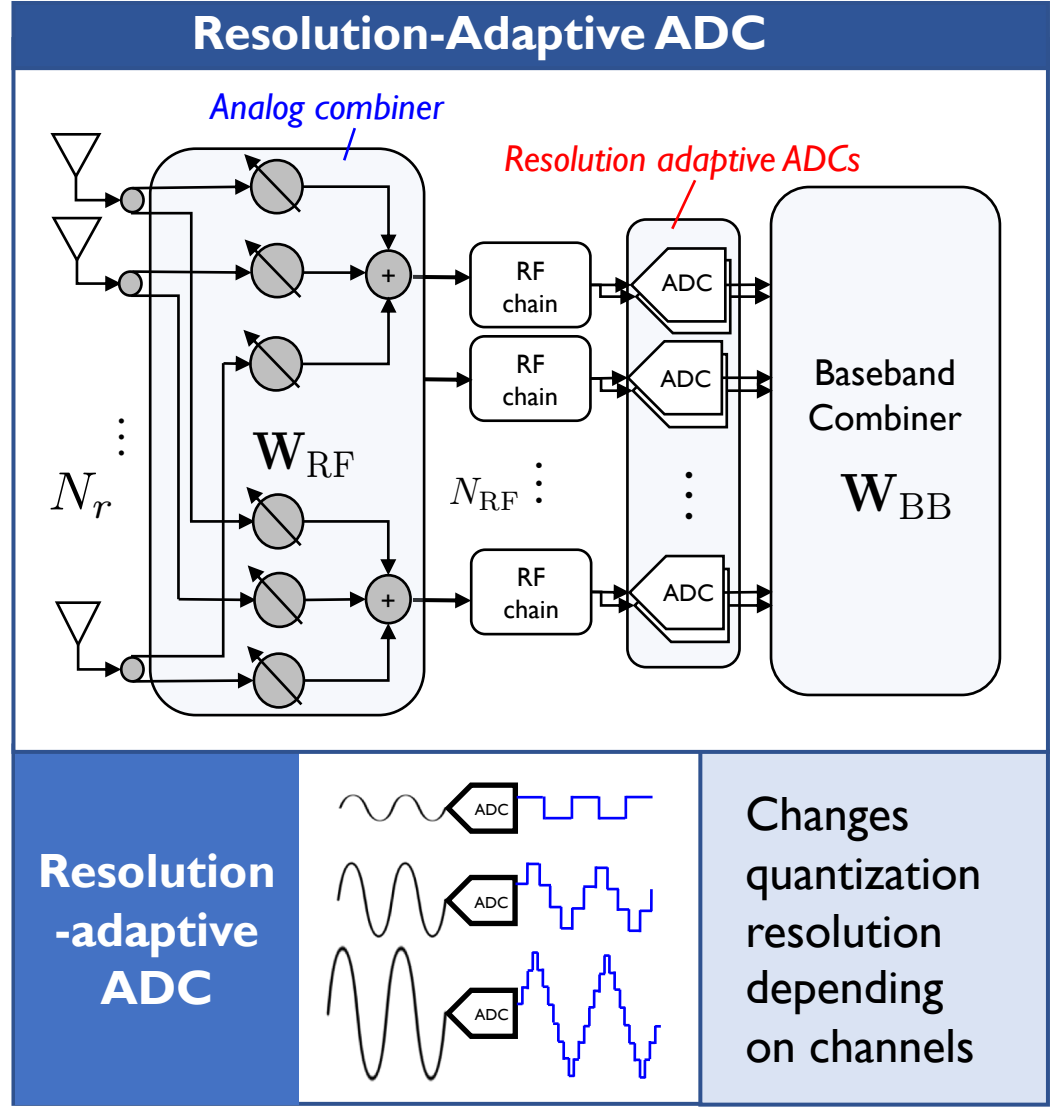 Resolution-Adaptive ADC
Analog combiner
Resolution adaptive ADCs
+
RF
chain
ADC
RF
chain
ADC
Baseband
Combiner
W_BB
⋮
N_r
W_RF
N_RF
⋮
⋮
+
RF
chain
ADC
Resolution
-adaptive
ADC
ADC
ADC
ADC
Changes
quantization
resolution
depending
on channels